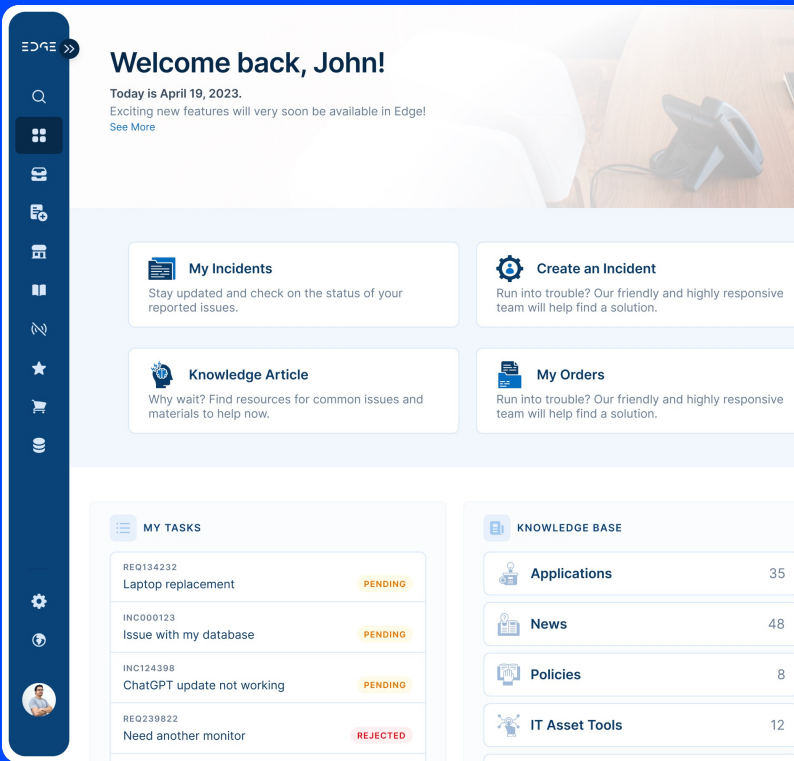 EDGE
Welcome back, John!
Today is April 19, 2023.
Exciting new features will very soon be available in Edge!
See More
My Incidents
Stay updated and check on the status of your
reported issues.
Create an Incident
Run into trouble? Our friendly and highly responsive
team will help find a solution.
Knowledge Article
Why wait? Find resources for common issues and
materials to help now.
My Orders
Run into trouble? Our friendly and highly responsive
team will help find a solution.
MY TASKS
REQ134232
Laptop replacement PENDING
INC000123
Issue with my database PENDING
INC124398
ChatGPT update not working PENDING
REQ239822
Need another monitor REJECTED
KNOWLEDGE BASE
Applications 35
News 48
Policies 8
IT Asset Tools 12